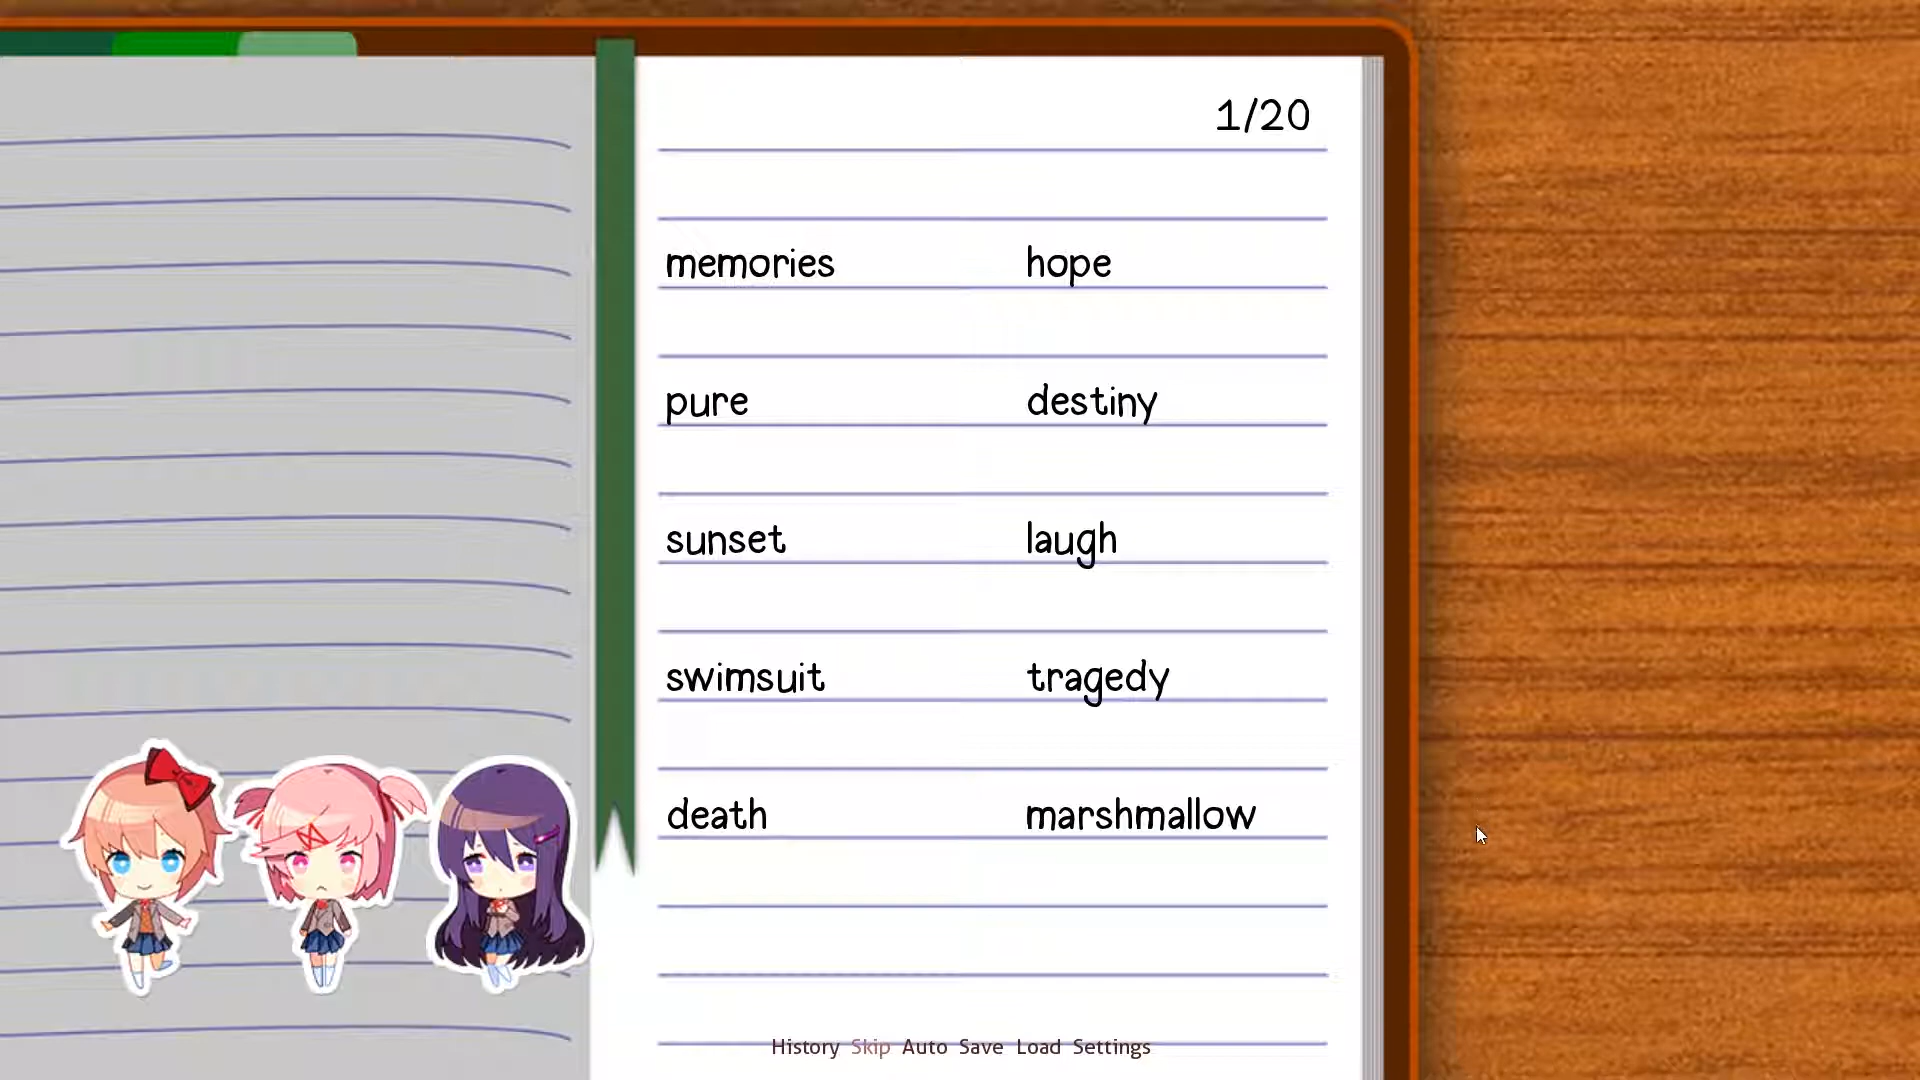 1/20
memories hope
pure destiny
sunset laugh
swimsuit tragedy
death marshmallow
History Skip Auto Save Load Settings